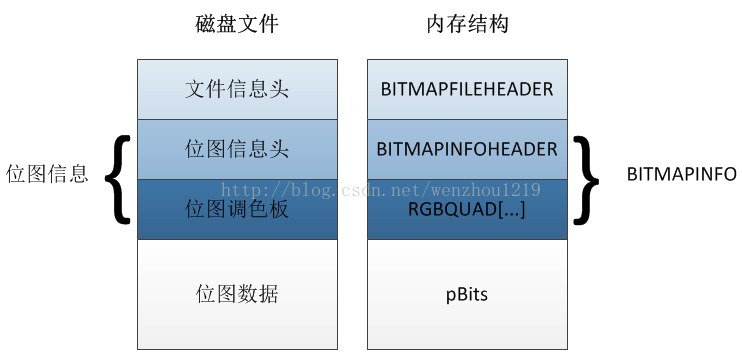 磁盘文件 内存结构
文件信息头 BITMAPFILEHEADER
位图信息头 BITMAPINFOHEADER
位图信息 BITMAPINFO
http://blog.csdn.net/wenzhou1219
位图调色板 RGBQUAD[...]
位图数据 pBits